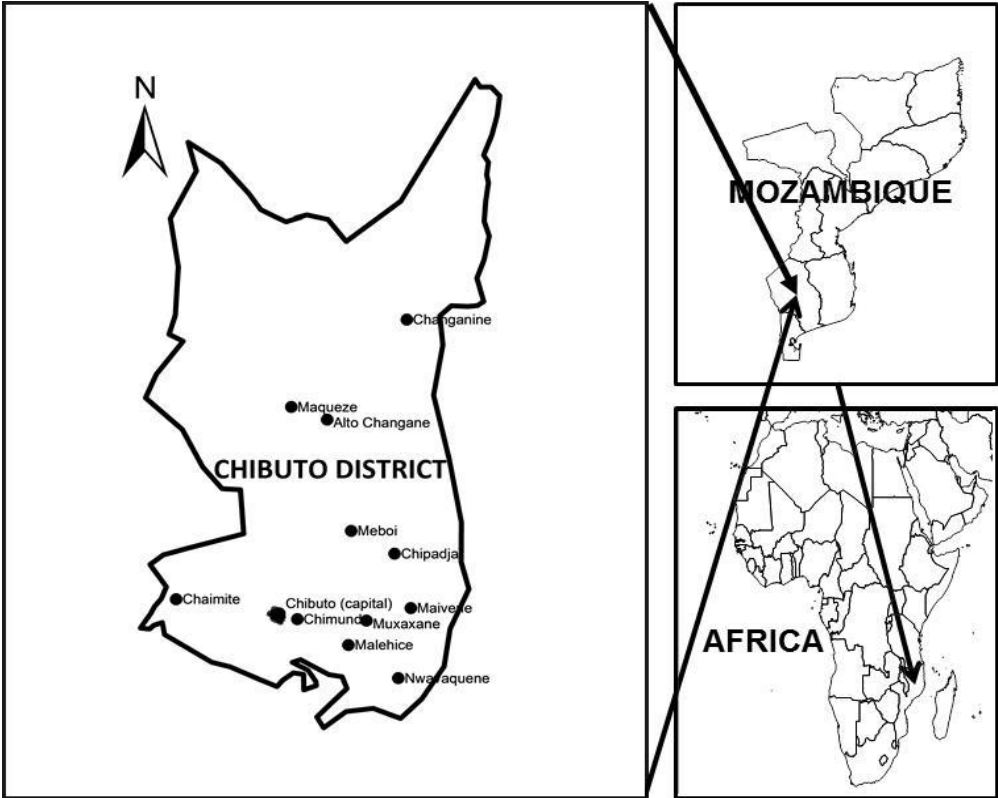 N
MOZAMBIQUE
Changanine
Maqueze
Alto Changane
CHIBUTO DISTRICT
Meboi
Chipadja
Chaimite
Chibuto (capital)
Maivene
Chimund
Muxaxane
AFRICA
Malehice